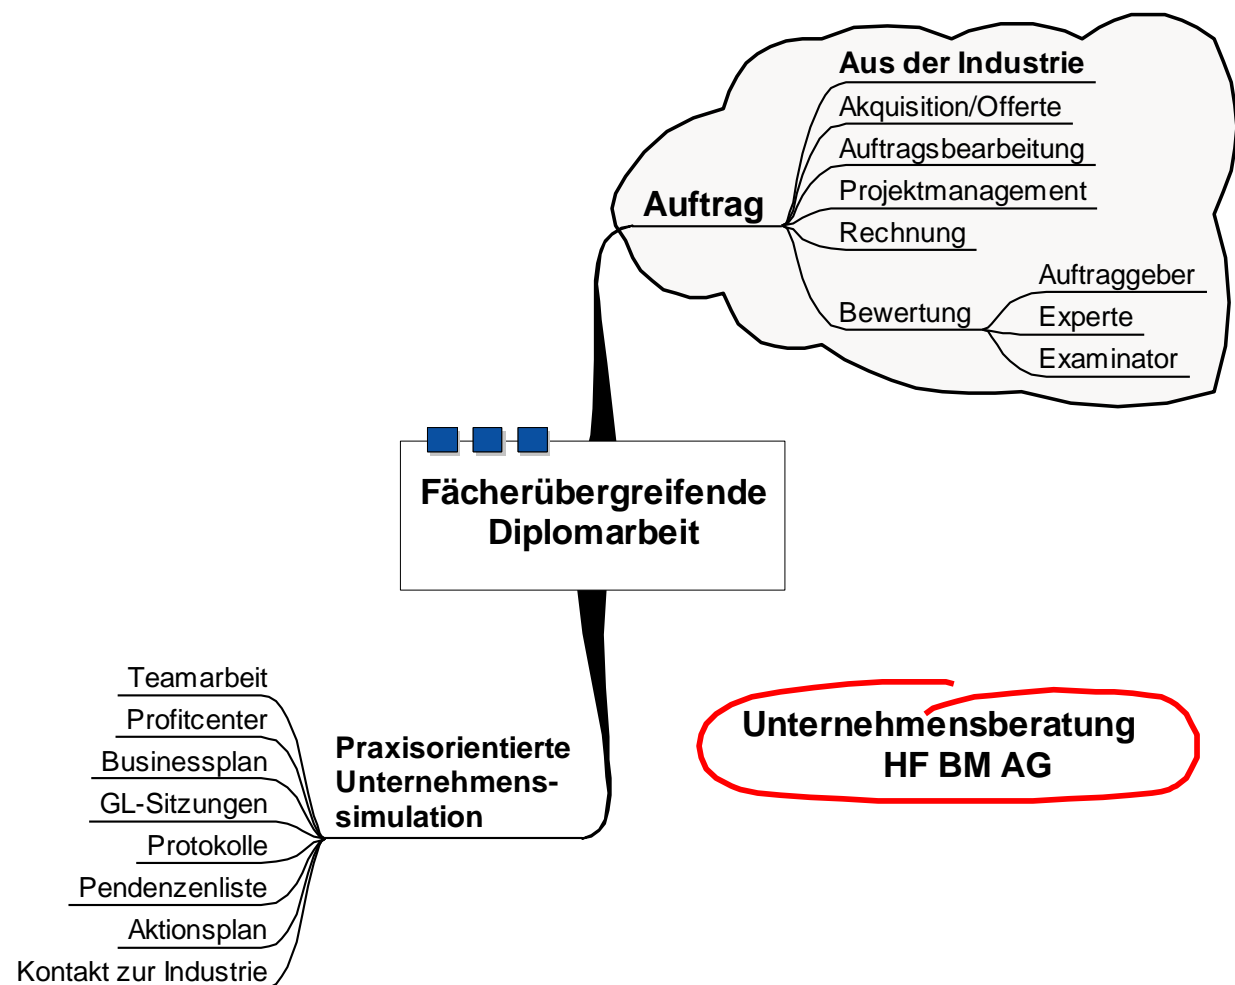 Aus der Industrie
Akquisition/Offerte
Auftragsbearbeitung
Projektmanagement
Rechnung
Auftrag
Bewertung
Auftraggeber
Experte
Examinator
Fächerübergreifende
Diplomarbeit
Praxisorientierte
Unternehmens-
simulation
Teamarbeit
Profitcenter
Businessplan
GL-Sitzungen
Protokolle
Pendenzenliste
Aktionsplan
Kontakt zur Industrie
Unternehmensberatung
HF BM AG